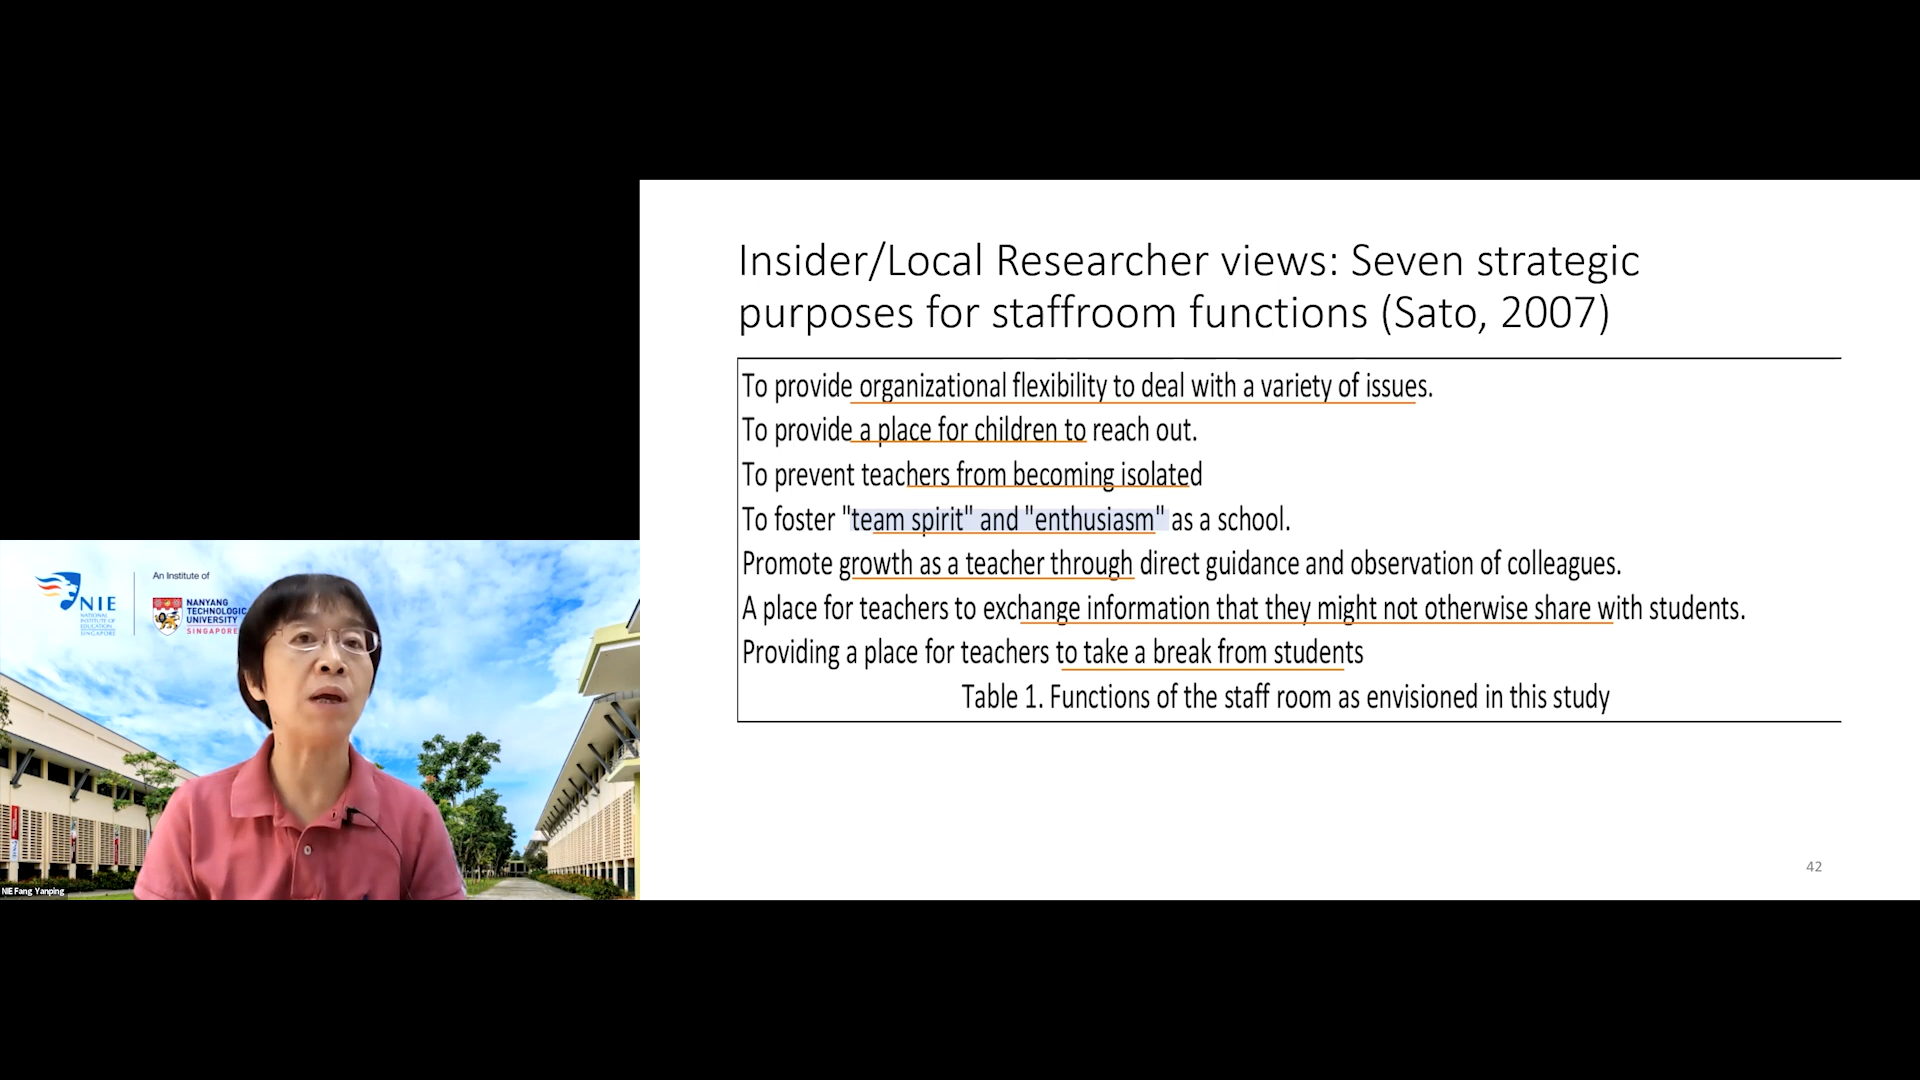 Insider/Local Researcher views: Seven strategic
purposes for staffroom functions (Sato, 2007)
To provide organizational flexibility to deal with a variety of issues.
To provide a place for children to reach out.
To prevent teachers from becoming isolated
To foster "team spirit" and "enthusiasm" as a school.
Promote growth as a teacher through direct guidance and observation of colleagues.
A place for teachers to exchange information that they might not otherwise share with students.
Providing a place for teachers to take a break from students
Table 1. Functions of the staff room as envisioned in this study
42
An Institute of
NIE
NATIONAL
INSTITUTE OF
EDUCATION
SINGAPORE
NANYANG
TECHNOLOGIC
UNIVERSITY
SINGAPORE
NIE Fang Yanping